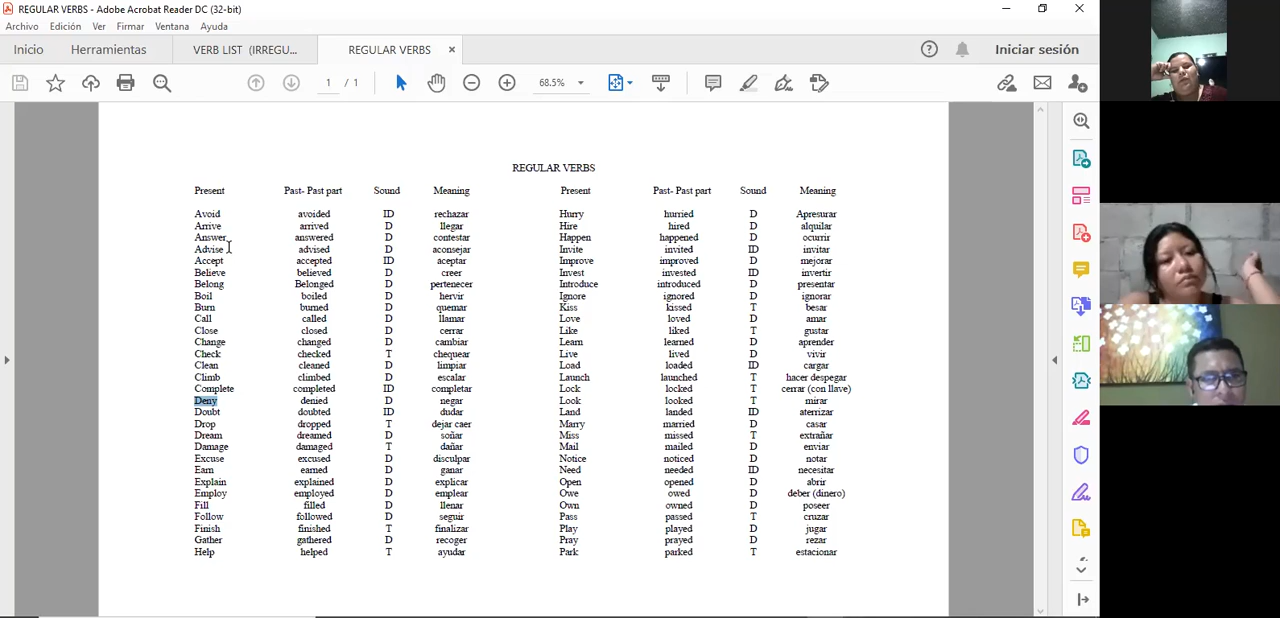 REGULAR VERBS - Adobe Acrobat Reader DC (32-bit)
Archivo Edición Ver Firmar Ventana Ayuda
Inicio Herramientas VERB LIST (IRREGU... REGULAR VERBS × Iniciar sesión
1 / 1 68.5%
REGULAR VERBS
Present Past- Past part Sound Meaning Present Past- Past part Sound Meaning
Avoid avoided ID rechazar Hurry hurried D Apresurar
Arrive arrived D llegar Hire hired D alquilar
Answer answered D contestar Happen happened D ocurrir
Advise advised D aconsejar Invite invited ID invitar
Accept accepted ID aceptar Improve improved D mejorar
Believe believed D creer Invest invested ID invertir
Belong Belonged D pertenecer Introduce introduced D presentar
Boil boiled D hervir Ignore ignored D ignorar
Burn burned D quemar Kiss kissed T besar
Call called D llamar Love loved D amar
Close closed D cerrar Like liked T gustar
Change changed D cambiar Learn learned D aprender
Check checked T chequear Live lived D vivir
Clean cleaned D limpiar Load loaded ID cargar
Climb climbed D escalar Launch launched T hacer despegar
Complete completed ID completar Lock locked T cerrar (con llave)
Deny denied D negar Look looked T mirar
Doubt doubted ID dudar Land landed ID aterrizar
Drop dropped T dejar caer Marry married D casar
Dream dreamed D soñar Miss missed T extrañar
Damage damaged T dañar Mail mailed D enviar
Excuse excused D disculpar Notice noticed D notar
Earn earned D ganar Need needed ID necesitar
Explain explained D explicar Open opened D abrir
Employ employed D emplear Owe owed D deber (dinero)
Fill filled D llenar Own owned D poseer
Follow followed D seguir Pass passed T cruzar
Finish finished T finalizar Play played D jugar
Gather gathered D recoger Pray prayed D rezar
Help helped T ayudar Park parked T estacionar